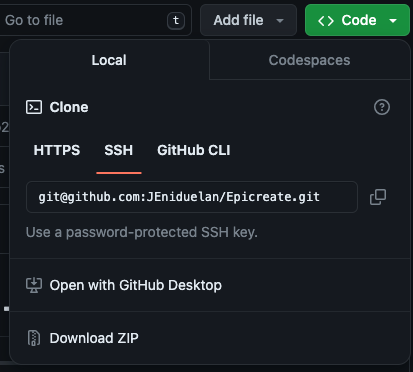 Go to file
t
Add file
<> Code
Local
Codespaces
Clone
HTTPS
SSH
GitHub CLI
git@github.com:JEniduelan/Epicreate.git
Use a password-protected SSH key.
Open with GitHub Desktop
Download ZIP